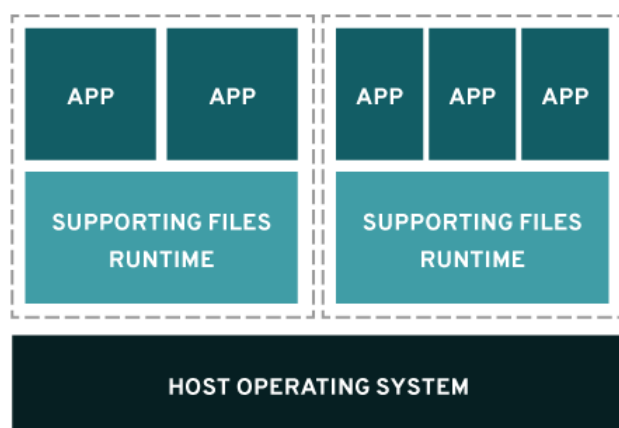 APP
APP
APP
APP
APP
SUPPORTING FILES
RUNTIME
SUPPORTING FILES
RUNTIME
HOST OPERATING SYSTEM